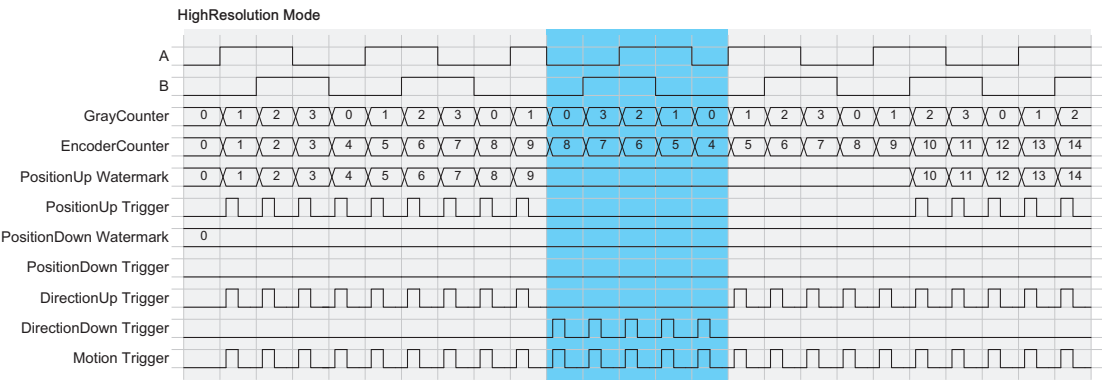 HighResolution Mode
A
B
GrayCounter 0 1 2 3 0 1 2 3 0 1 0 3 2 1 0 1 2 3 0 1 2 3 0 1 2
EncoderCounter 0 1 2 3 4 5 6 7 8 9 8 7 6 5 4 5 6 7 8 9 10 11 12 13 14
PositionUp Watermark 0 1 2 3 4 5 6 7 8 9 10 11 12 13 14
PositionUp Trigger
PositionDown Watermark 0
PositionDown Trigger
DirectionUp Trigger
DirectionDown Trigger
Motion Trigger